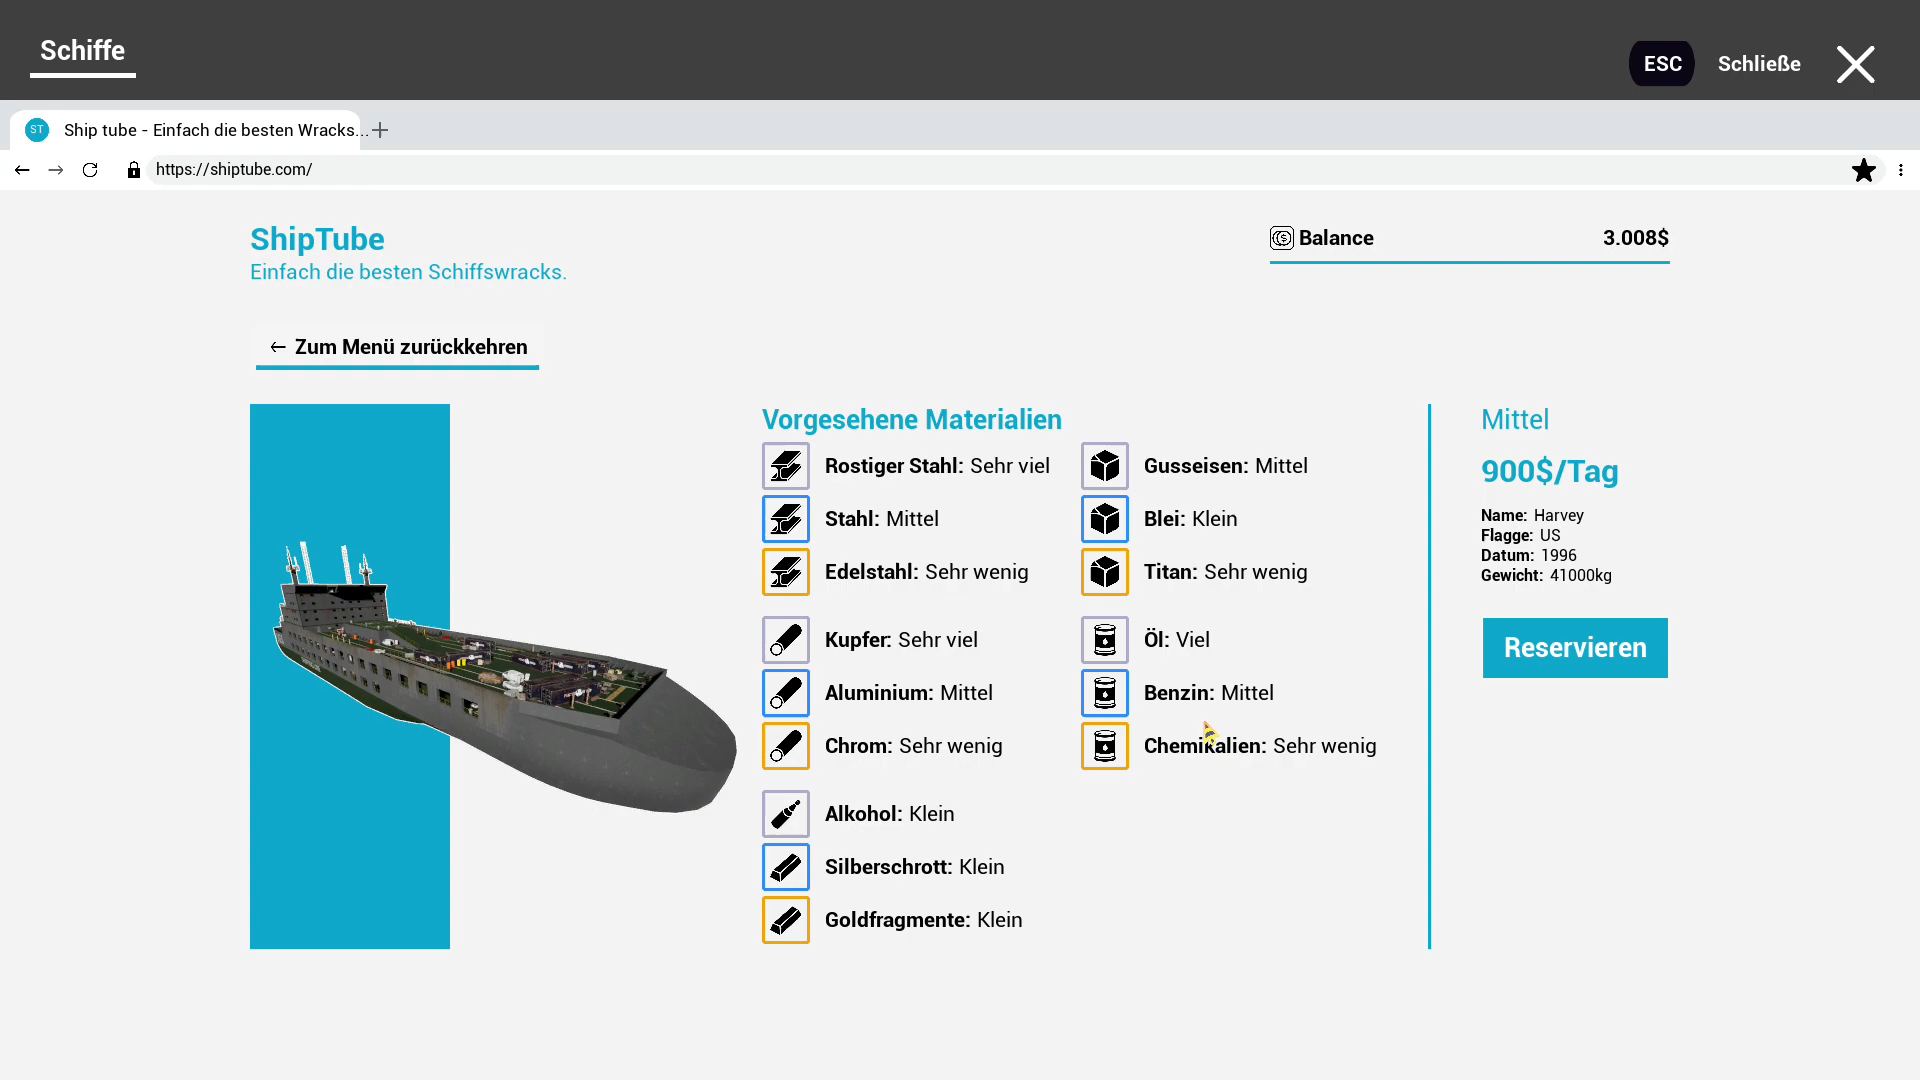 Schiffe
ESC Schließe
ST Ship tube - Einfach die besten Wracks...
https://shiptube.com/
ShipTube
Einfach die besten Schiffswracks.
Balance 3.008$
← Zum Menü zurückkehren
Vorgesehene Materialien
Rostiger Stahl: Sehr viel
Stahl: Mittel
Edelstahl: Sehr wenig
Kupfer: Sehr viel
Aluminium: Mittel
Chrom: Sehr wenig
Alkohol: Klein
Silberschrott: Klein
Goldfragmente: Klein
Gusseisen: Mittel
Blei: Klein
Titan: Sehr wenig
Öl: Viel
Benzin: Mittel
Chemikalien: Sehr wenig
Mittel
900$/Tag
Name: Harvey
Flagge: US
Datum: 1996
Gewicht: 41000kg
Reservieren